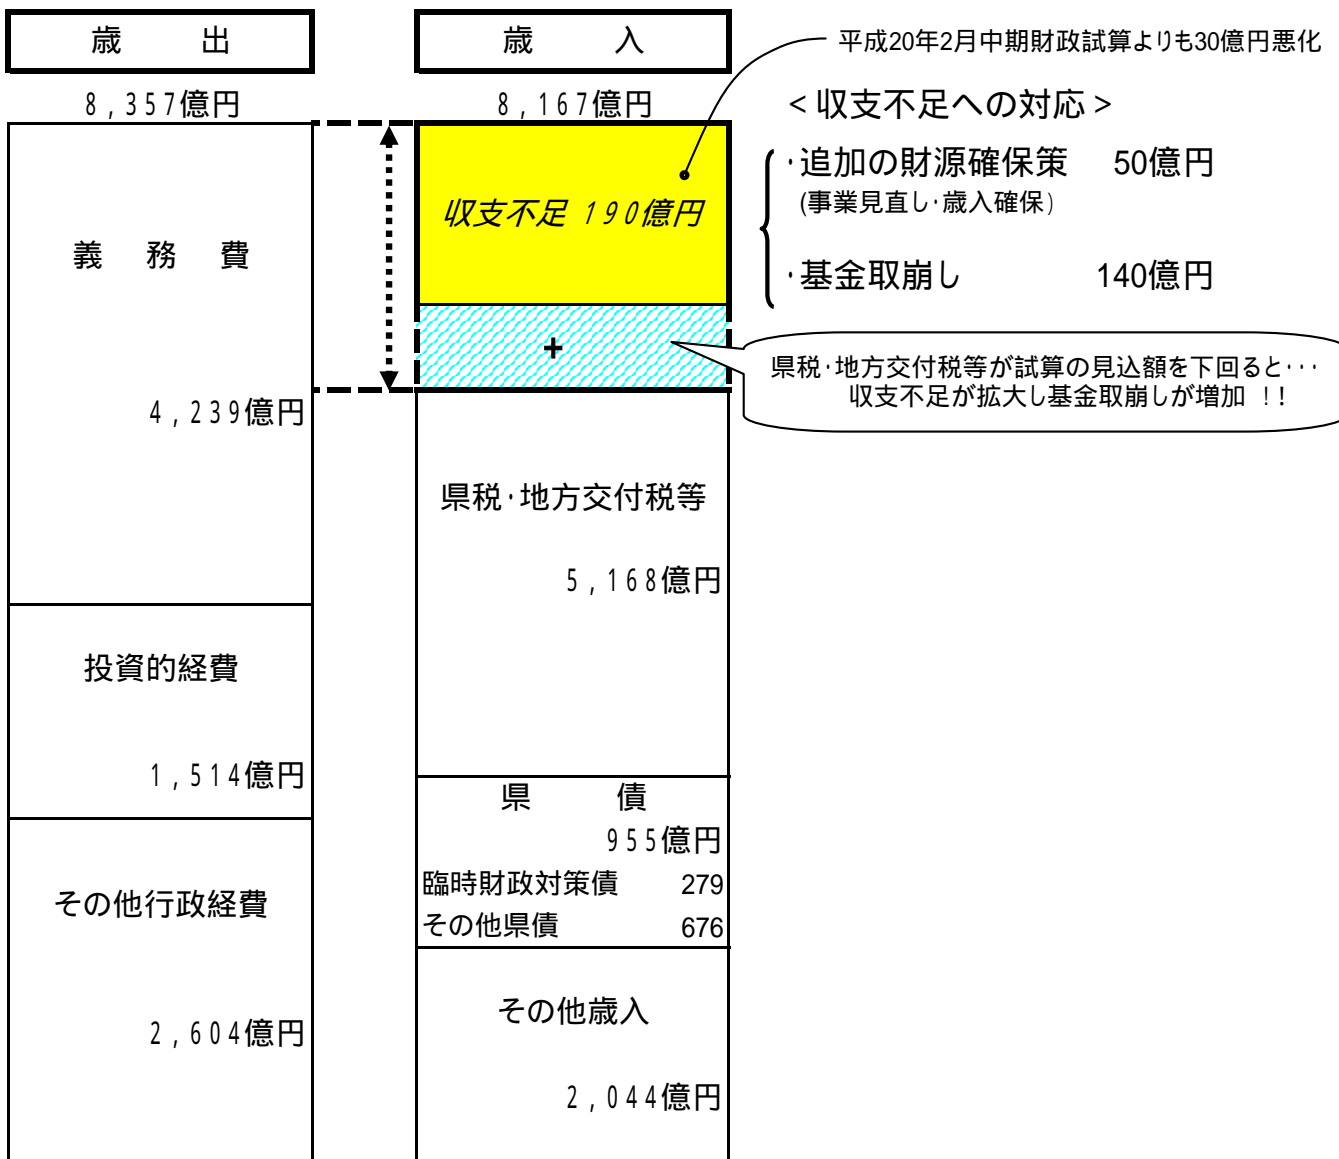 歳 出
8,357億円
義 務 費
4,239億円
投資的経費
1,514億円
その他行政経費
2,604億円
歳 入
8,167億円
収支不足 190億円
+
県税・地方交付税等
5,168億円
県 債
955億円
臨時財政対策債 279
その他県債 676
その他歳入
2,044億円
平成20年2月中期財政試算よりも30億円悪化
<収支不足への対応>
・追加の財源確保策 50億円
(事業見直し・歳入確保)
・基金取崩し 140億円
県税・地方交付税等が試算の見込額を下回ると・・・
収支不足が拡大し基金取崩しが増加 !!